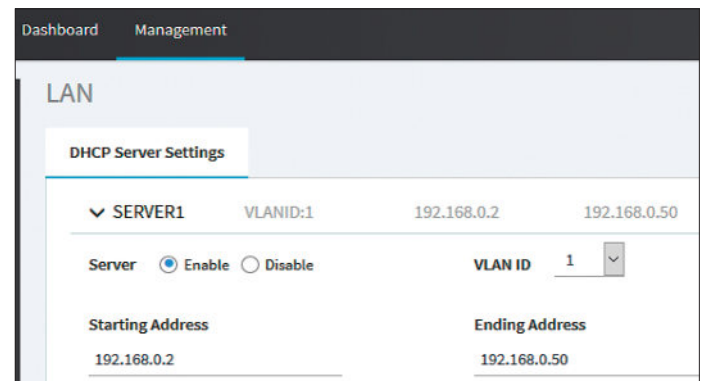 Dashboard Management
LAN
DHCP Server Settings
SERVER1 VLANID:1 192.168.0.2 192.168.0.50
Server Enable Disable VLAN ID 1
Starting Address Ending Address
192.168.0.2 192.168.0.50